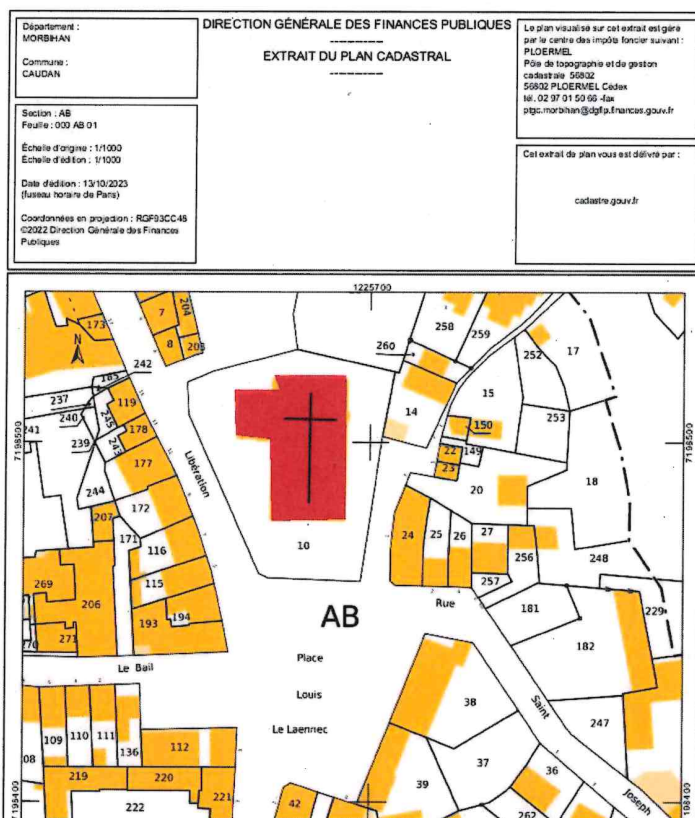 Département :
MORBIHAN
Commune :
CAUDAN
Section : AB
Feuille : 000 AB 01
Échelle d'origine : 1/1000
Échelle d'édition : 1/1000
Date d'édition : 13/10/2023
(fuseau horaire de Paris)
Coordonnées en projection : RGF93CC48
©2022 Direction Générale des Finances
Publiques
DIRECTION GÉNÉRALE DES FINANCES PUBLIQUES
----------
EXTRAIT DU PLAN CADASTRAL
----------
Le plan visualisé sur cet extrait est géré
par le centre des impôts foncier suivant :
PLOERMEL
Pôle de topographie et de gestion
cadastrale 56802
56802 PLOERMEL Cédex
tél. 02 97 01 50 66 -fax
ptgc.morbihan@dgfip.finances.gouv.fr
Cet extrait de plan vous est délivré par :
cadastre.gouv.fr
1225700
204
7
173
8
258
259
260
252
17
N
242
237
119
15
14
240
245
253
150
241
178
239
243
7198500
7198500
177
22
149
23
Libération
18
244
172
20
207
171
24
25
26
27
10
116
256
248
269
206
115
257
229
AB
Rue
181
193
194
271
182
Place
Le Bail
Louis
38
Saint
Le Laennec
247
109
110
111
136
112
37
36
219
220
221
39
Joseph
42
222
262
7198400